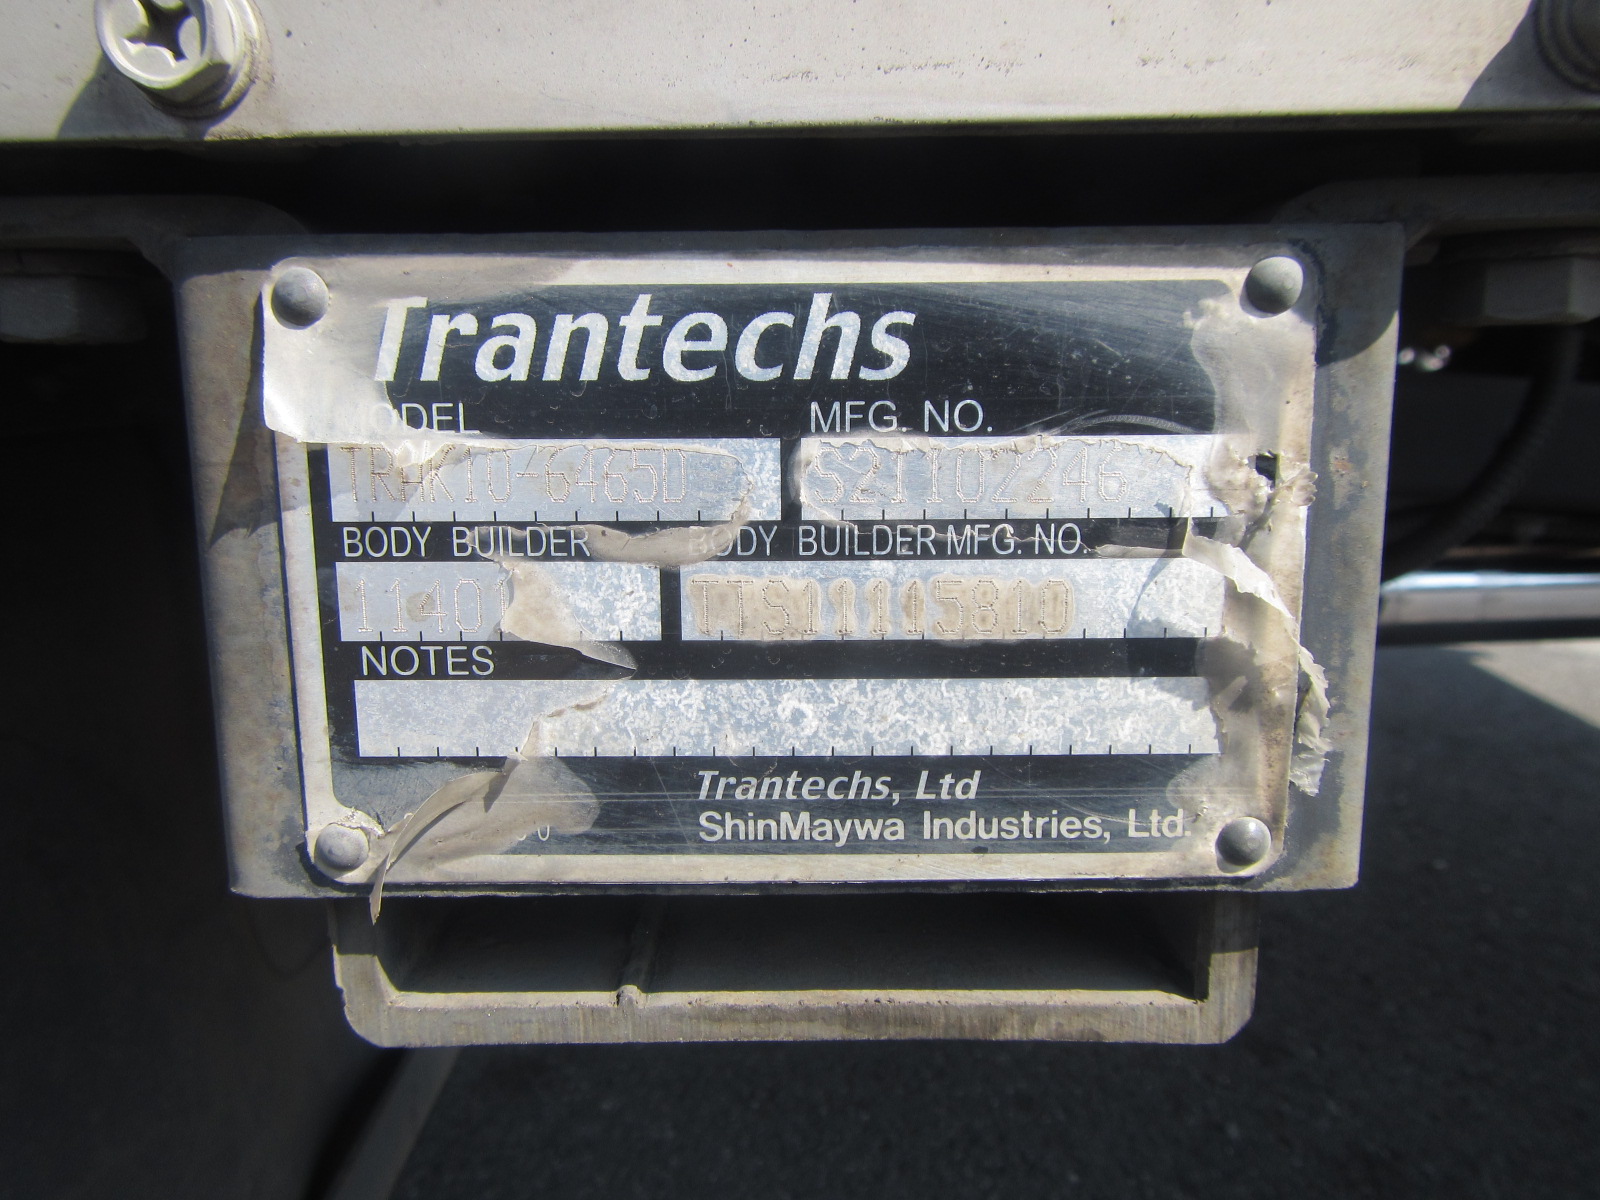 Trantechs
MODEL MFG. NO.
TRAK10-6465D S21102246
BODY BUILDER BODY BUILDER MFG. NO.
11401 TTS11115810
NOTES
Trantechs, Ltd
ShinMaywa Industries, Ltd.